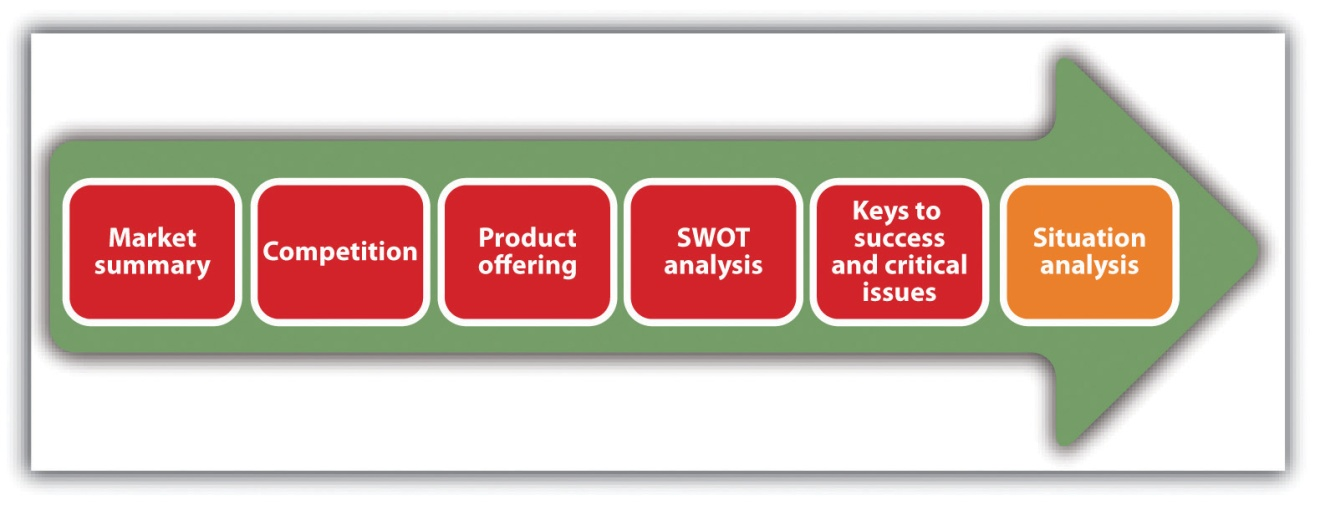 Market
summary
Competition
Product
offering
SWOT
analysis
Keys to
success
and critical
issues
Situation
analysis